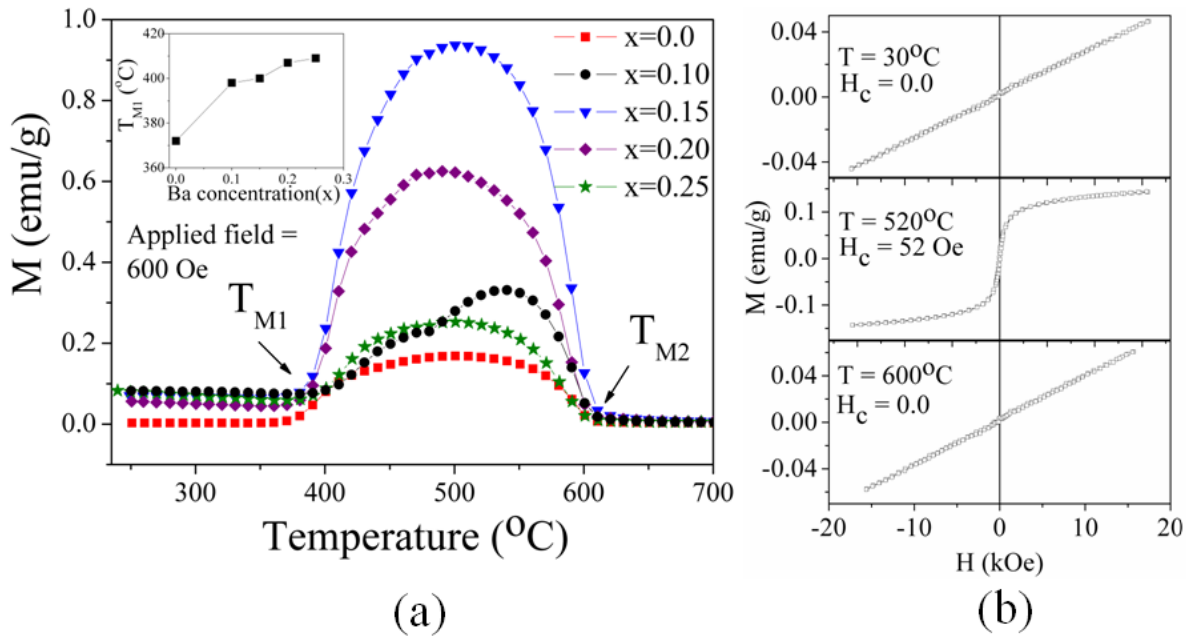 1.0
0.8
0.6
0.4
0.2
0.0
M (emu/g)
420
400
380
360
T_M1 (°C)
0.0 0.1 0.2 0.3
Ba concentration(x)
x=0.0
x=0.10
x=0.15
x=0.20
x=0.25
Applied field =
600 Oe
T_M1
T_M2
300 400 500 600 700
Temperature (°C)
(a)
0.04
0.00
-0.04
T = 30°C
H_c = 0.0
0.1
0.0
-0.1
M (emu/g)
T = 520°C
H_c = 52 Oe
0.04
0.00
-0.04
T = 600°C
H_c = 0.0
-20 -10 0 10 20
H (kOe)
(b)